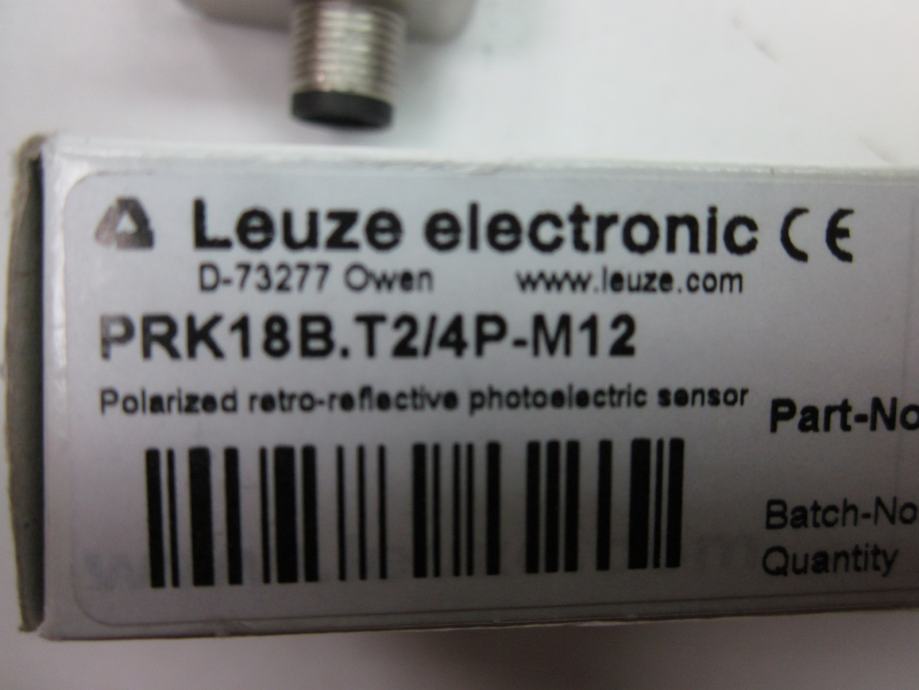 Leuze electronic CE
D-73277 Owen www.leuze.com
PRK18B.T2/4P-M12
Polarized retro-reflective photoelectric sensor
Part-No
Batch-No
Quantity